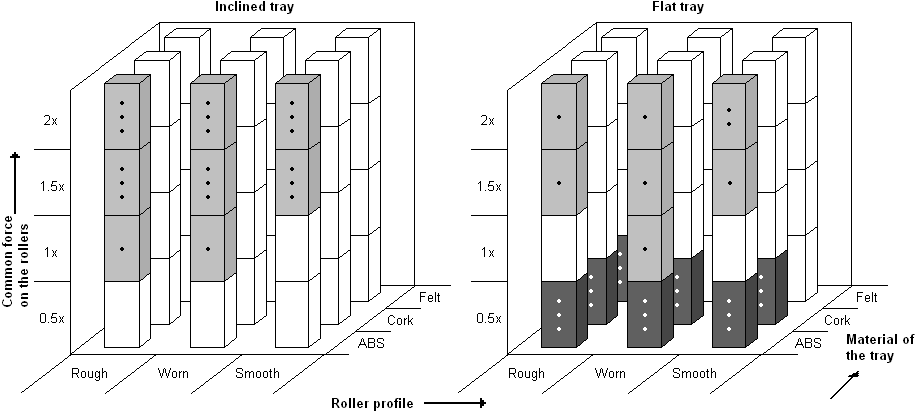 Inclined tray
Flat tray
2x
1.5x
1x
0.5x
Common force
on the rollers
Felt
Cork
ABS
Rough
Worn
Smooth
2x
1.5x
1x
0.5x
Felt
Cork
ABS
Rough
Worn
Smooth
Material of
the tray
Roller profile